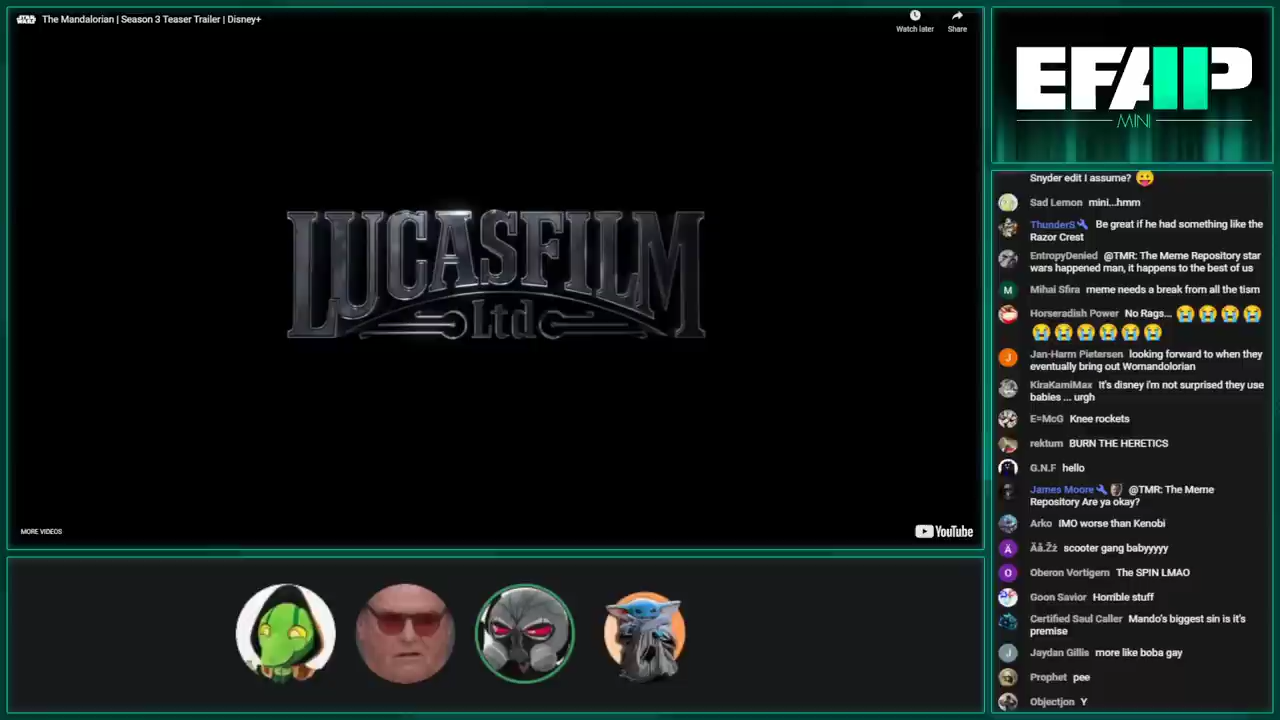 The Mandalorian | Season 3 Teaser Trailer | Disney+
Watch later
Share
LUCASFILM
Ltd
MORE VIDEOS
YouTube
EFAP
MINI
Snyder edit I assume? 😛
Sad Lemon mini...hmm
ThunderS Be great if he had something like the
Razor Crest
EntropyDenied @TMR: The Meme Repository star
wars happened man, it happens to the best of us
M
Mihai Sfira meme needs a break from all the tism
Horseradish Power No Rags... 😭😭😭😭
😭😭😭😭😭😭
J
Jan-Harm Pietersen looking forward to when they
eventually bring out Womandolorian
KiraKamiMax It's disney i'm not surprised they use
babies ... urgh
E=McG Knee rockets
rektum BURN THE HERETICS
G.N.F hello
James Moore @TMR: The Meme
Repository Are ya okay?
Arko IMO worse than Kenobi
Ä
Äå.Žż scooter gang babyyyyy
O
Oberon Vortigern The SPIN LMAO
Goon Savior Horrible stuff
Certified Saul Caller Mando's biggest sin is it's
premise
J
Jaydan Gillis more like boba gay
Prophet pee
Objectjon Y